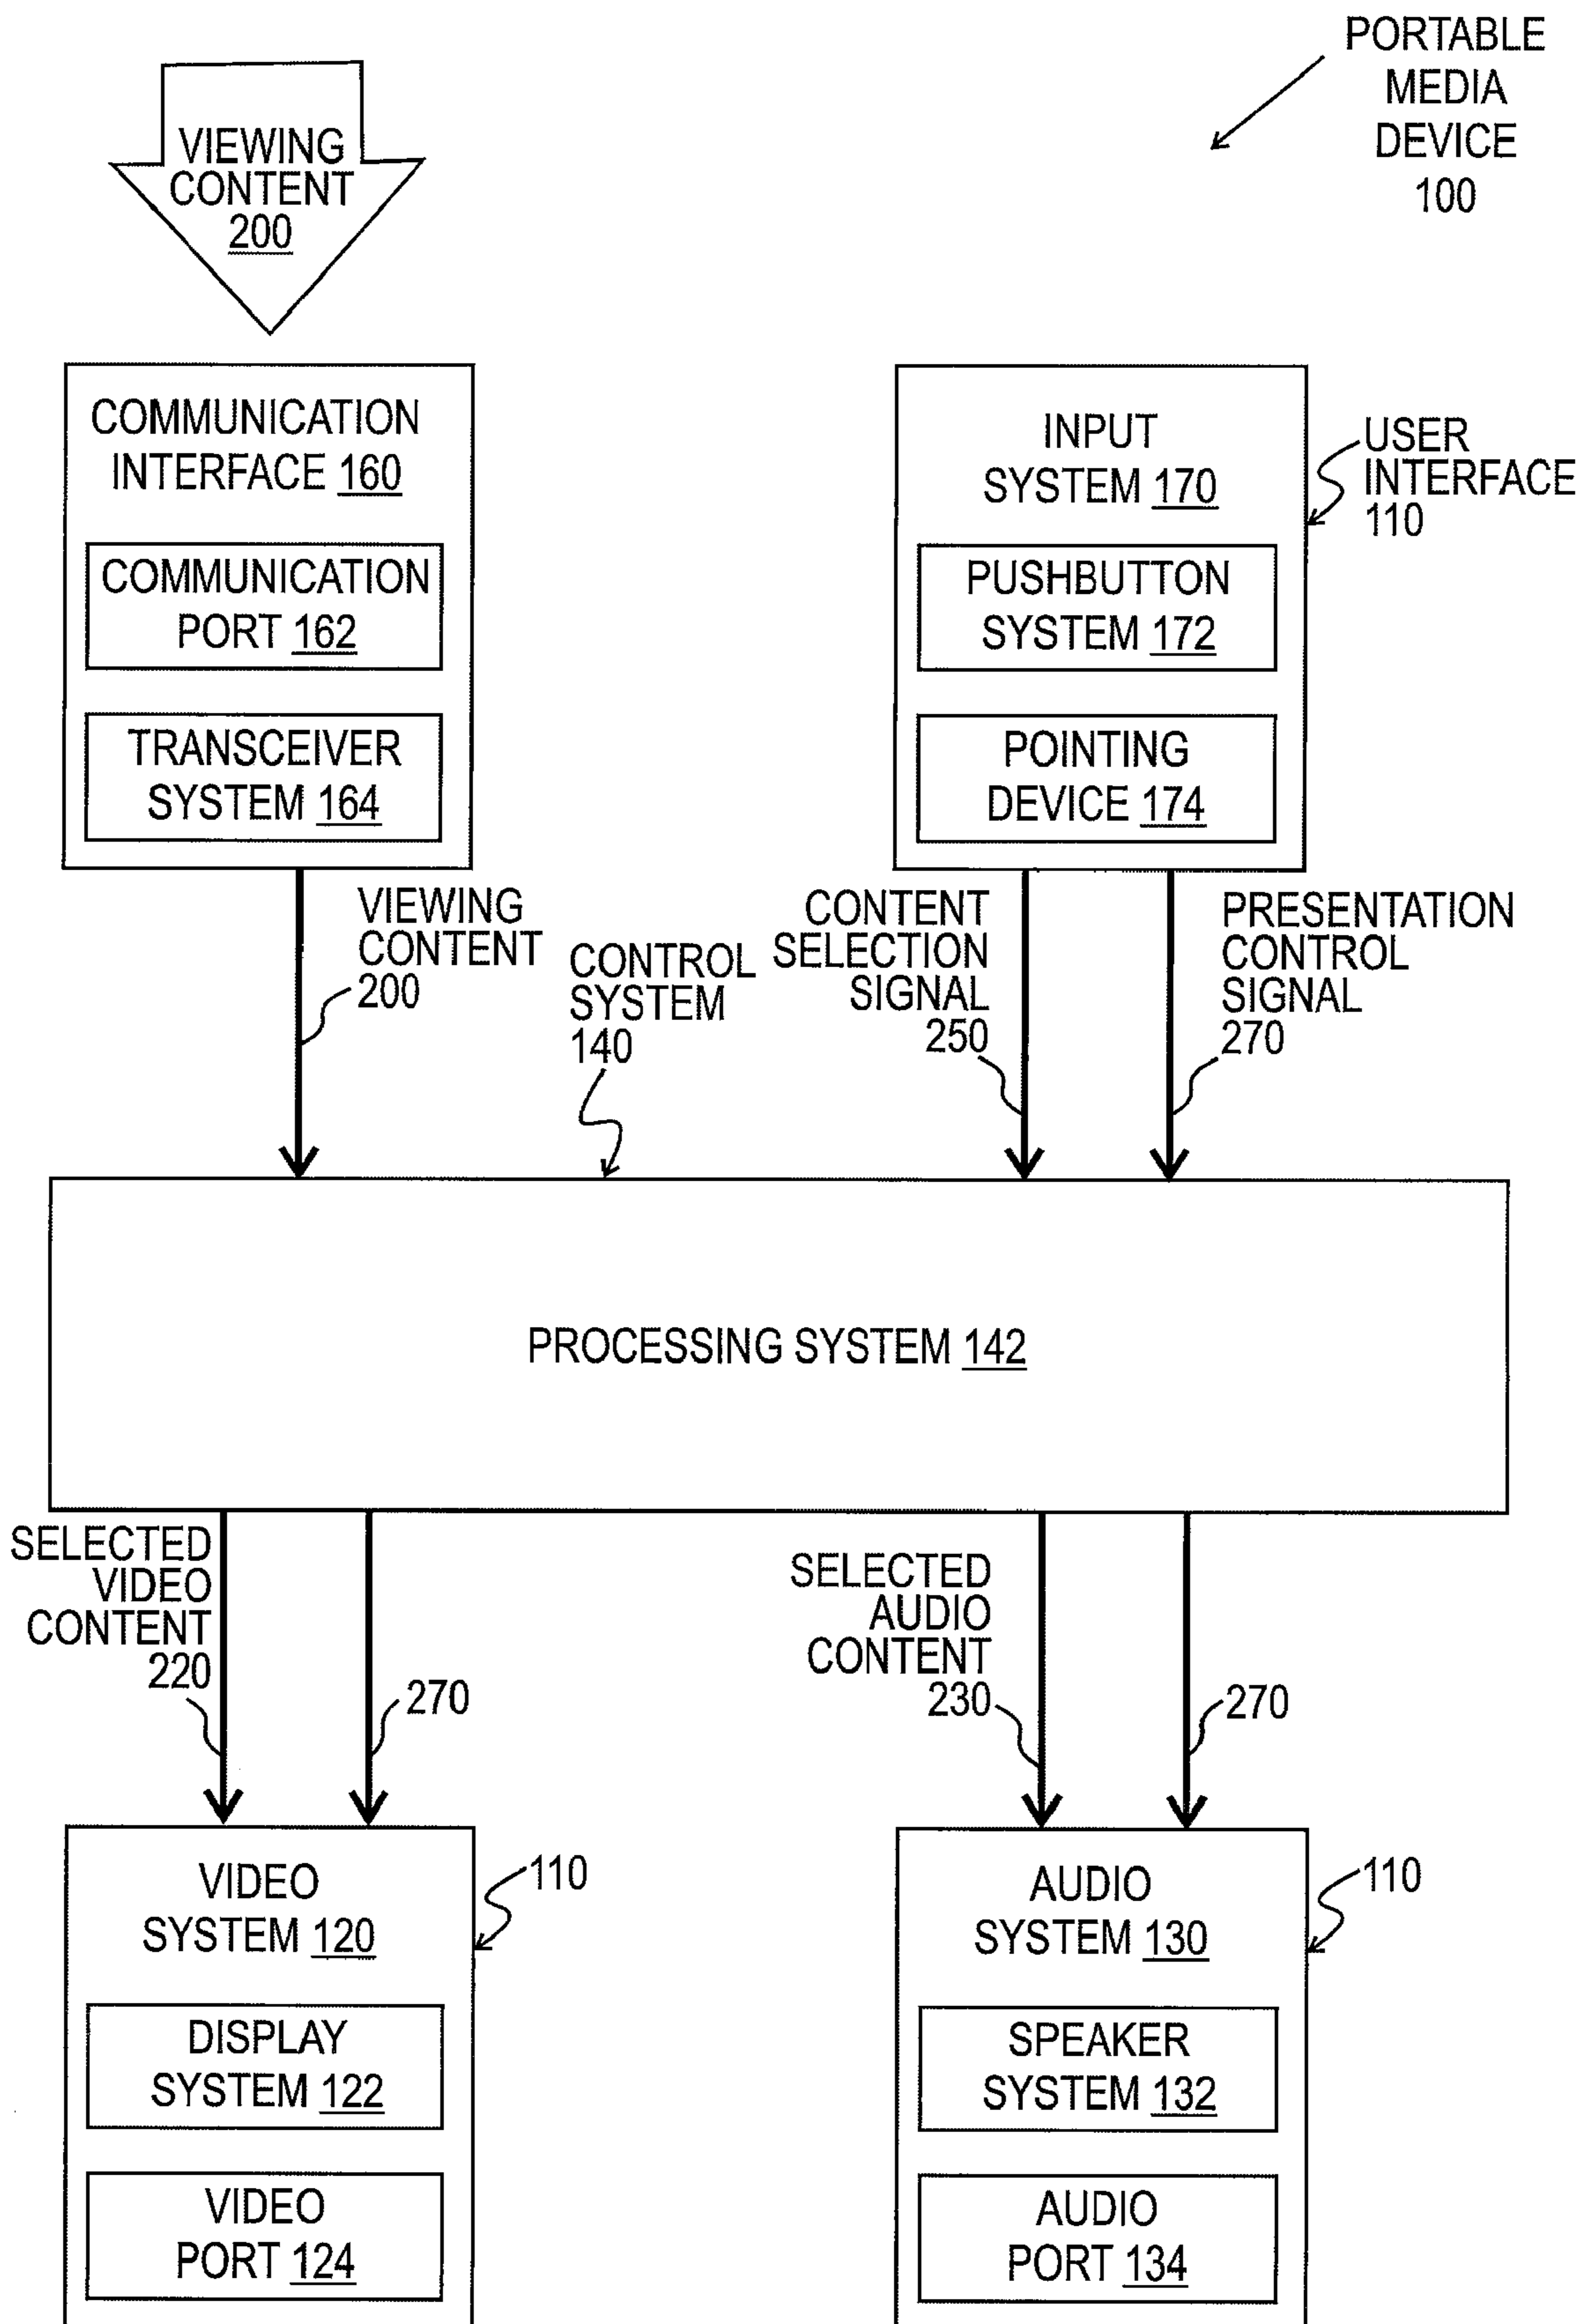 PORTABLE
MEDIA
DEVICE
100
VIEWING
CONTENT
200
COMMUNICATION
INTERFACE 160
COMMUNICATION
PORT 162
TRANSCEIVER
SYSTEM 164
INPUT
SYSTEM 170
PUSHBUTTON
SYSTEM 172
POINTING
DEVICE 174
USER
INTERFACE
110
VIEWING
CONTENT
200
CONTROL
SYSTEM
140
CONTENT
SELECTION
SIGNAL
250
PRESENTATION
CONTROL
SIGNAL
270
PROCESSING SYSTEM 142
SELECTED
VIDEO
CONTENT
220
270
SELECTED
AUDIO
CONTENT
230
270
VIDEO
SYSTEM 120
110
DISPLAY
SYSTEM 122
VIDEO
PORT 124
AUDIO
SYSTEM 130
110
SPEAKER
SYSTEM 132
AUDIO
PORT 134